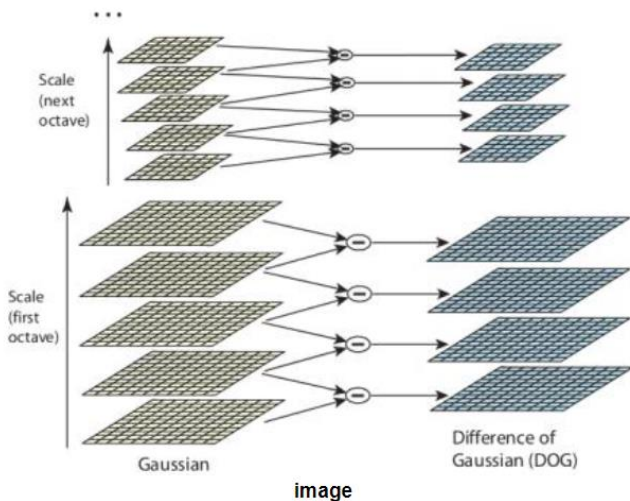 ...
Scale
(next
octave)
Scale
(first
octave)
Gaussian
Difference of
Gaussian (DOG)
image